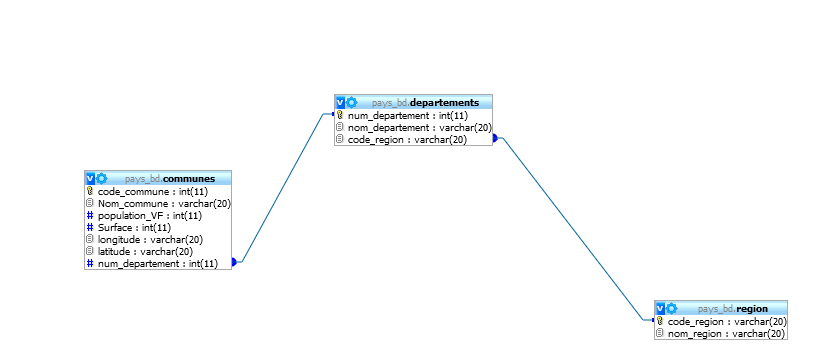 v pays_bd.departements
num_departement : int(11)
nom_departement : varchar(20)
code_region : varchar(20)
v pays_bd.communes
code_commune : int(11)
Nom_commune : varchar(20)
# population_VF : int(11)
# Surface : int(11)
longitude : varchar(20)
latitude : varchar(20)
# num_departement : int(11)
v pays_bd.region
code_region : varchar(20)
nom_region : varchar(20)